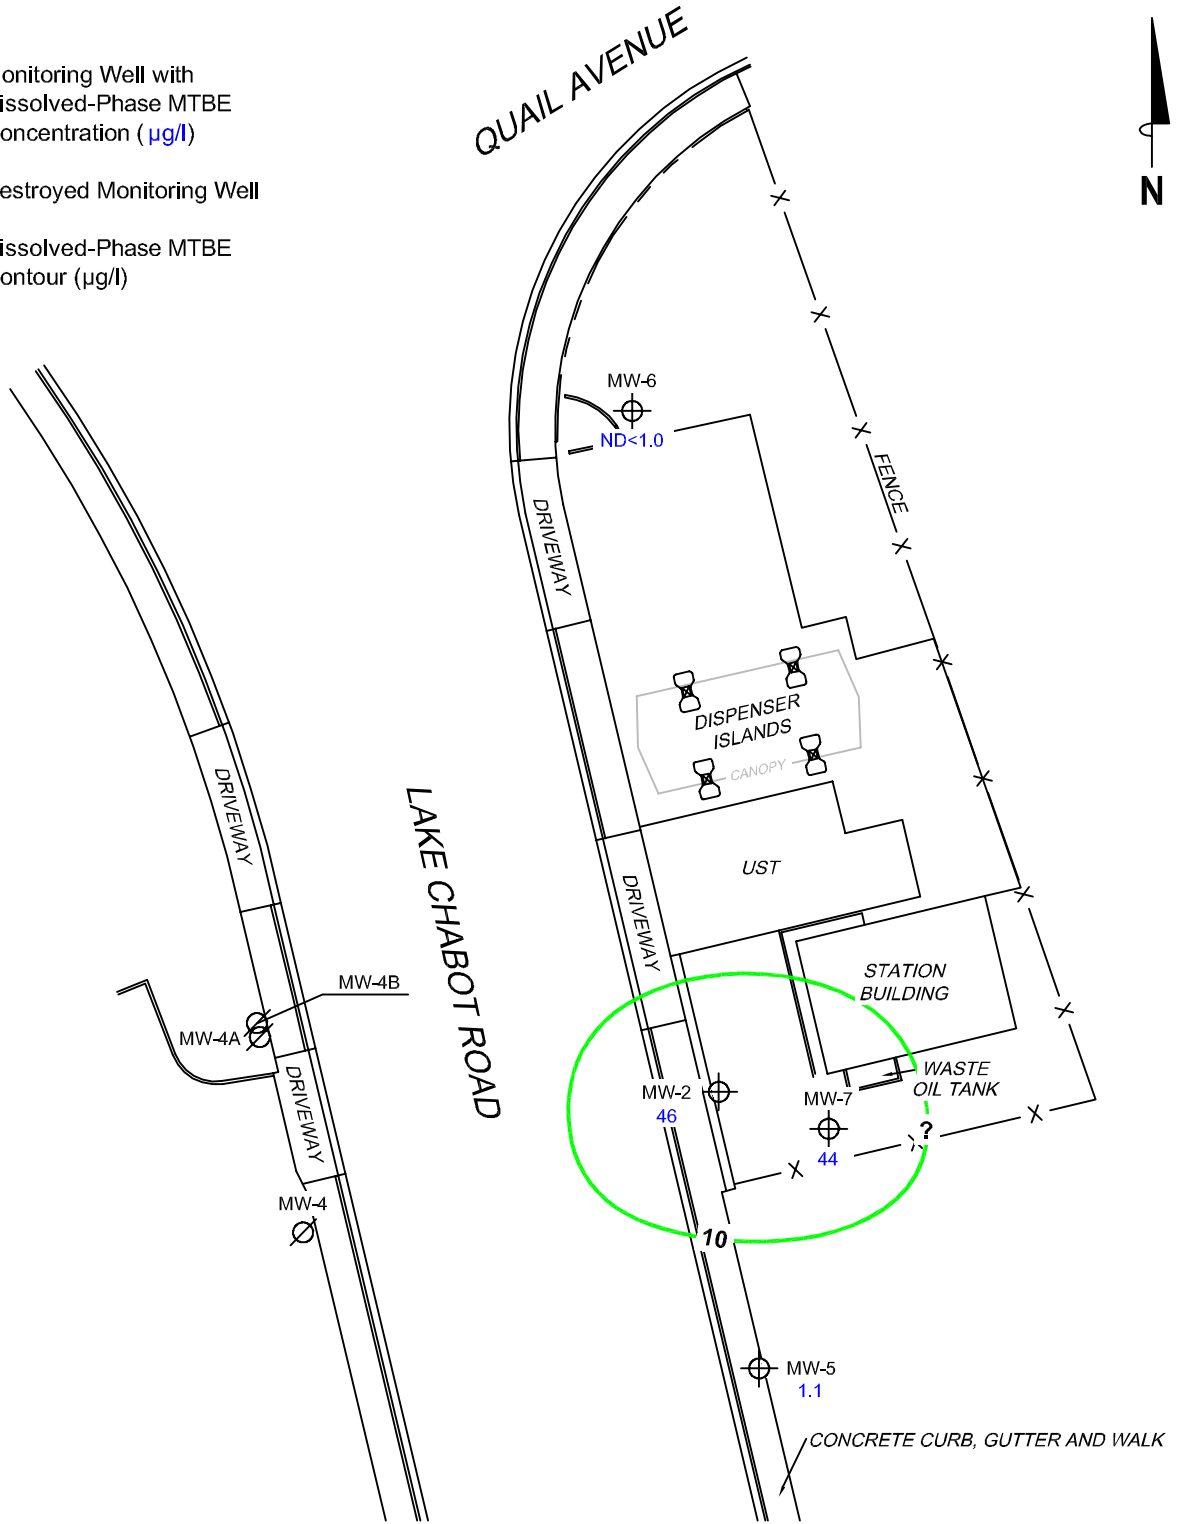 onitoring Well with
issolved-Phase MTBE
oncentration (µg/l)
estroyed Monitoring Well
issolved-Phase MTBE
ontour (µg/l)
QUAIL AVENUE
N
MW-6
ND<1.0
FENCE
DRIVEWAY
DISPENSER
ISLANDS
CANOPY
DRIVEWAY
LAKE CHABOT ROAD
UST
DRIVEWAY
STATION
BUILDING
MW-4B
MW-4A
DRIVEWAY
MW-2
46
WASTE
OIL TANK
MW-7
44
?
MW-4
10
MW-5
1.1
CONCRETE CURB, GUTTER AND WALK